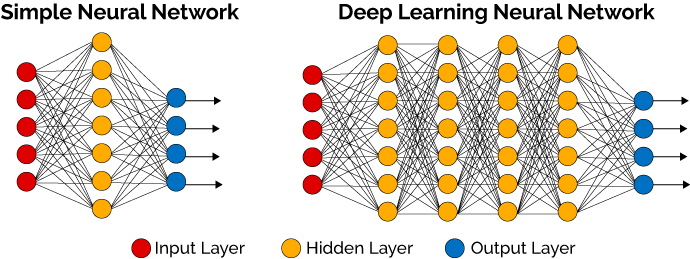 Simple Neural Network
Deep Learning Neural Network
Input Layer
Hidden Layer
Output Layer